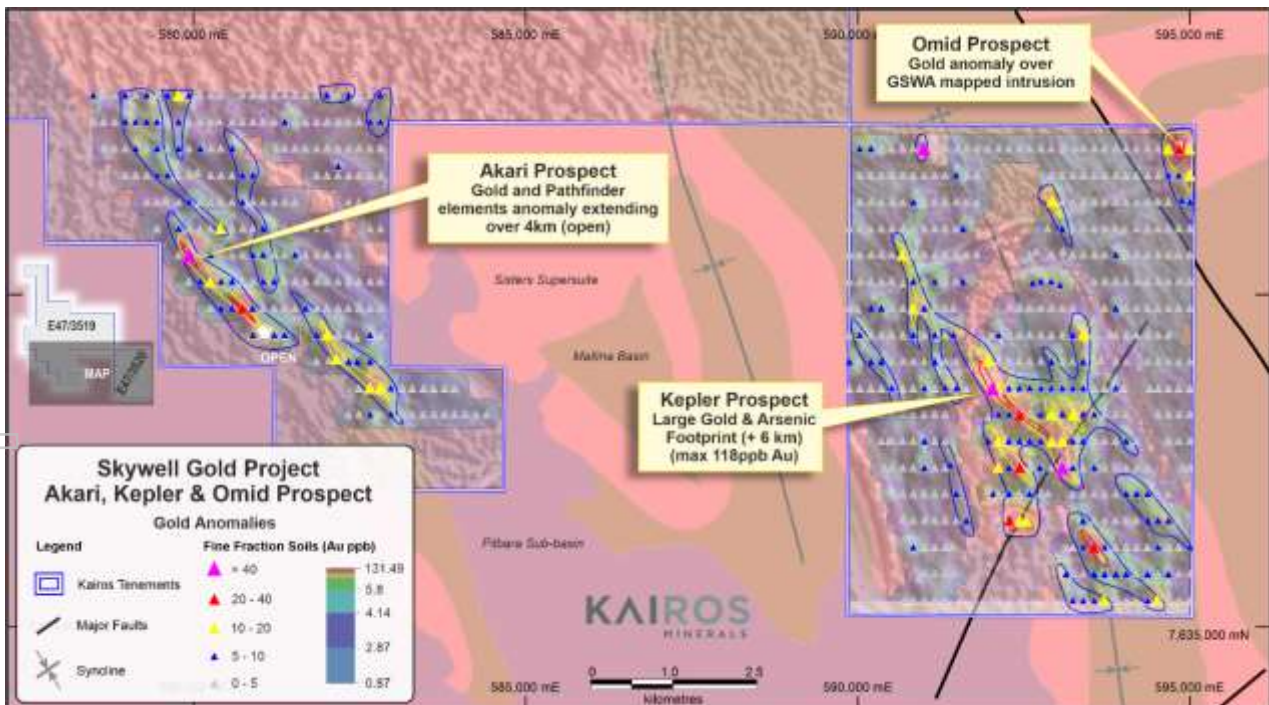 580,000 mE
585,000 mE
590,000 mE
595,000 mE
Omid Prospect
Gold anomaly over
GSWA mapped intrusion
Akari Prospect
Gold and Pathfinder
elements anomaly extending
over 4km (open)
Sisters Supersuite
E47/3519
MAP
E47/3520
OPEN
Mallina Basin
Kepler Prospect
Large Gold & Arsenic
Footprint (+ 6 km)
(max 118ppb Au)
Skywell Gold Project
Akari, Kepler & Omid Prospect
Gold Anomalies
Legend
Fine Fraction Soils (Au ppb)
Kairos Tenements
Major Faults
Syncline
+ 40
20 - 40
10 - 20
5 - 10
0 - 5
131.49
5.8
4.14
2.87
0.87
Pilbara Sub-basin
KAIROS
MINERALS
7,635,000 mN
0 1.0 2.5
kilometres
585,000 mE
590,000 mE
595,000 mE